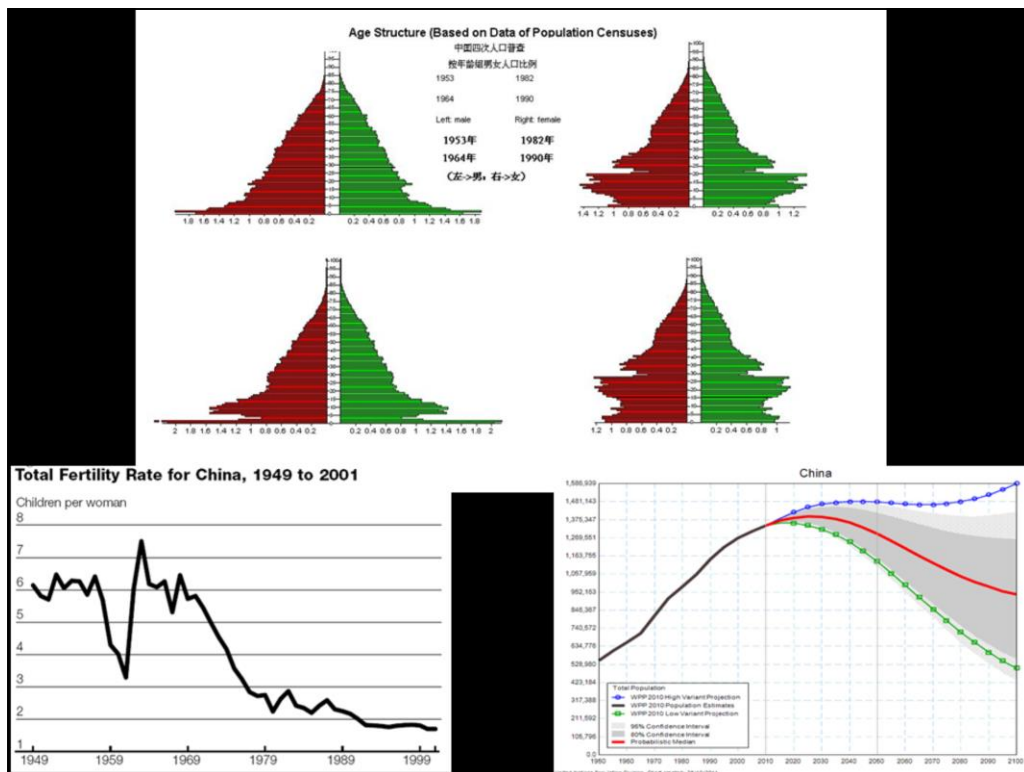 Age Structure (Based on Data of Population Censuses)
中国四次人口普查
按年龄组男女人口比例
1953 1982
1964 1990
Left: male Right: female
1953年 1982年
1964年 1990年
(左->男；右->女)
1.8 1.6 1.4 1.2 1 0.8 0.6 0.4 0.2 0.2 0.4 0.6 0.8 1 1.2 1.4 1.6 1.8
1.4 1.2 1 0.8 0.6 0.4 0.2 0.2 0.4 0.6 0.8 1 1.2
2 1.8 1.6 1.4 1.2 1 0.8 0.6 0.4 0.2 0.2 0.4 0.6 0.8 1 1.2 1.4 1.6 1.8 2
1.2 1 0.8 0.6 0.4 0.2 0.2 0.4 0.6 0.8 1
Total Fertility Rate for China, 1949 to 2001
Children per woman
8
7
6
5
4
3
2
1
1949 1959 1969 1979 1989 1999
China
1,586,939
1,481,143
1,375,347
1,269,551
1,163,755
1,057,959
952,163
846,367
740,572
634,776
528,980
423,184
317,388
211,592
105,796
0.0
Total Population
WPP 2010 High Variant Projection
WPP 2010 Population Estimates
WPP 2010 Low Variant Projection
95% Confidence Interval
80% Confidence Interval
Probabilistic Median
1950 1960 1970 1980 1990 2000 2010 2020 2030 2040 2050 2060 2070 2080 2090 2100